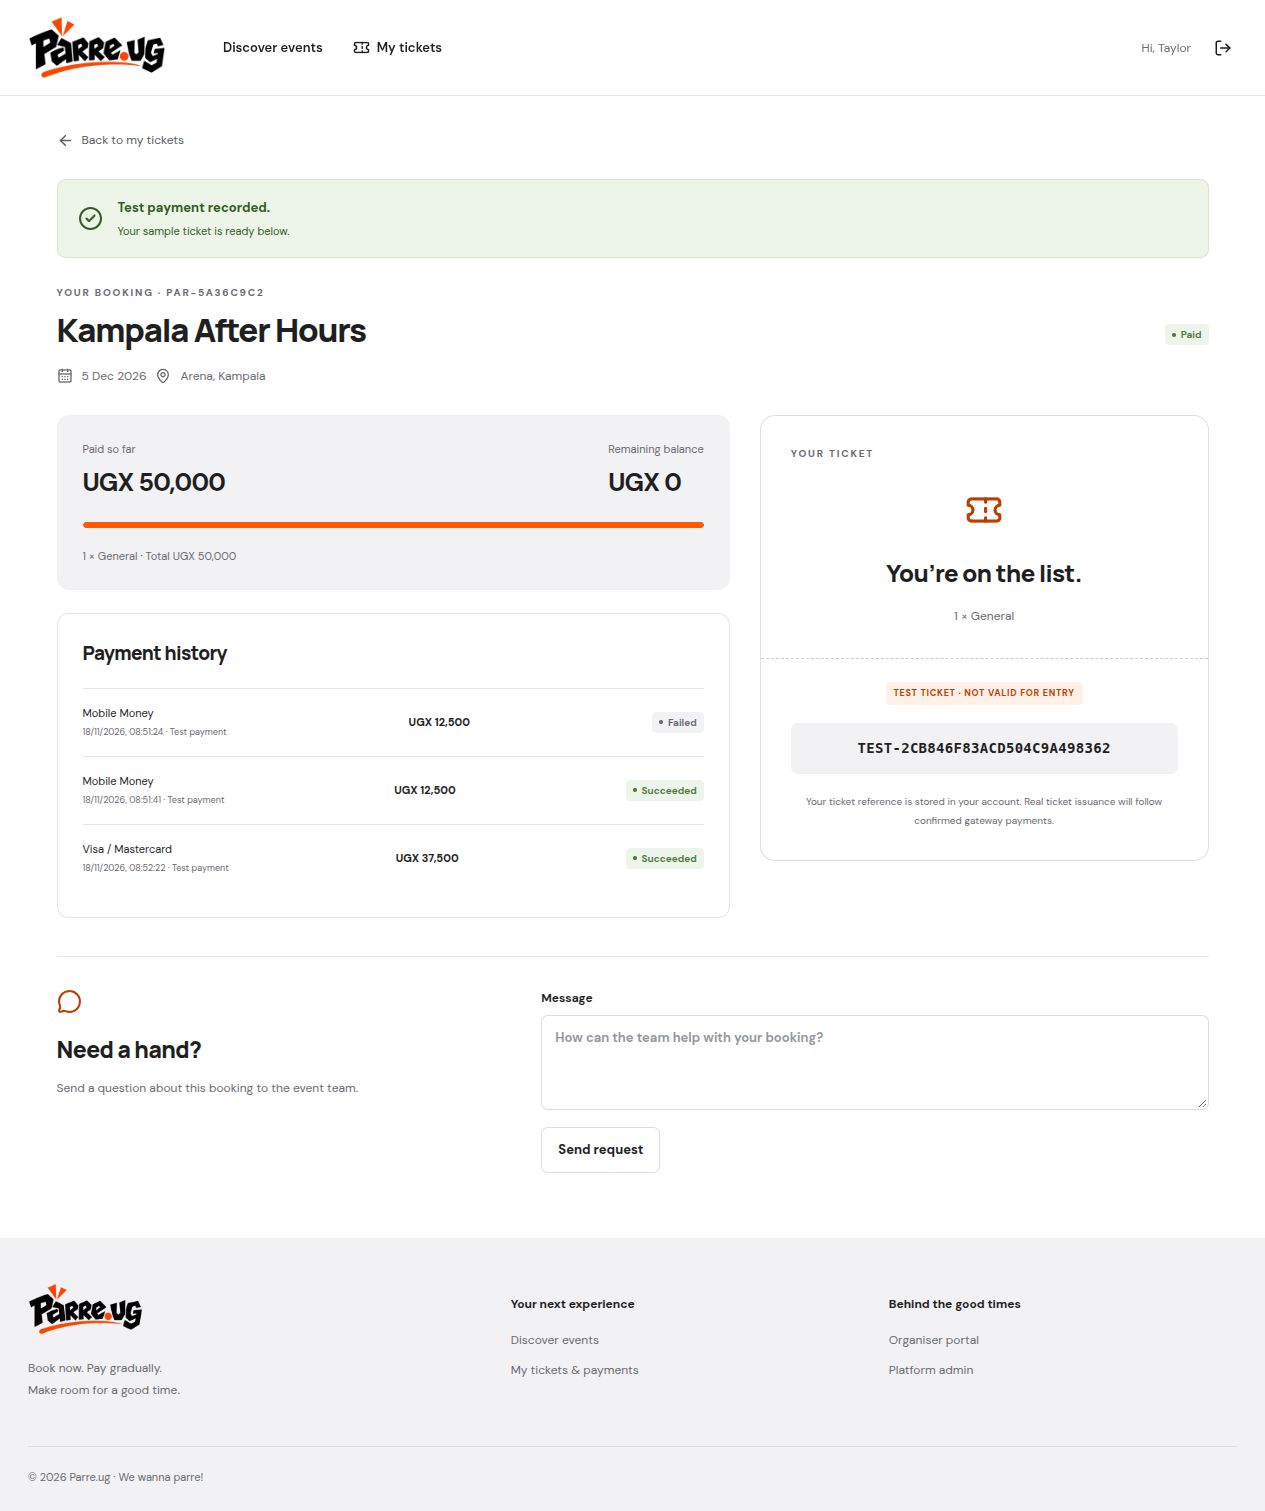 Parre.ug
Discover events
My tickets
Hi, Taylor
Back to my tickets
Test payment recorded.
Your sample ticket is ready below.
YOUR BOOKING · PAR-5A36C9C2
Kampala After Hours
Paid
5 Dec 2026
Arena, Kampala
Paid so far
UGX 50,000
Remaining balance
UGX 0
1 × General · Total UGX 50,000
Payment history
Mobile Money
18/11/2026, 08:51:24 · Test payment
UGX 12,500
Failed
Mobile Money
18/11/2026, 08:51:41 · Test payment
UGX 12,500
Succeeded
Visa / Mastercard
18/11/2026, 08:52:22 · Test payment
UGX 37,500
Succeeded
YOUR TICKET
You're on the list.
1 × General
TEST TICKET · NOT VALID FOR ENTRY
TEST-2CB846F83ACD504C9A498362
Your ticket reference is stored in your account. Real ticket issuance will follow
confirmed gateway payments.
Need a hand?
Send a question about this booking to the event team.
Message
How can the team help with your booking?
Send request
Parre.ug
Book now. Pay gradually.
Make room for a good time.
Your next experience
Discover events
My tickets & payments
Behind the good times
Organiser portal
Platform admin
© 2026 Parre.ug · We wanna parre!